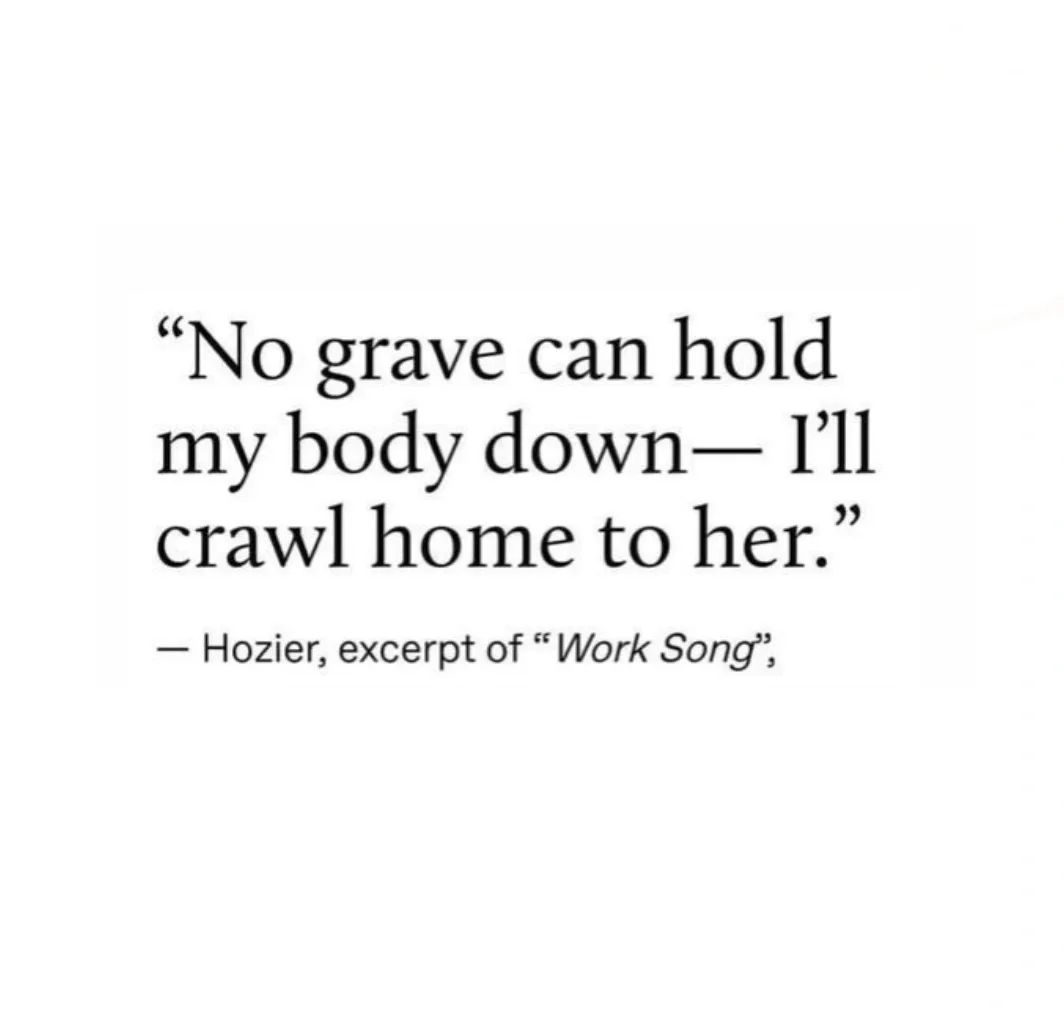 “No grave can hold
my body down— I’ll
crawl home to her.”
— Hozier, excerpt of “Work Song”,